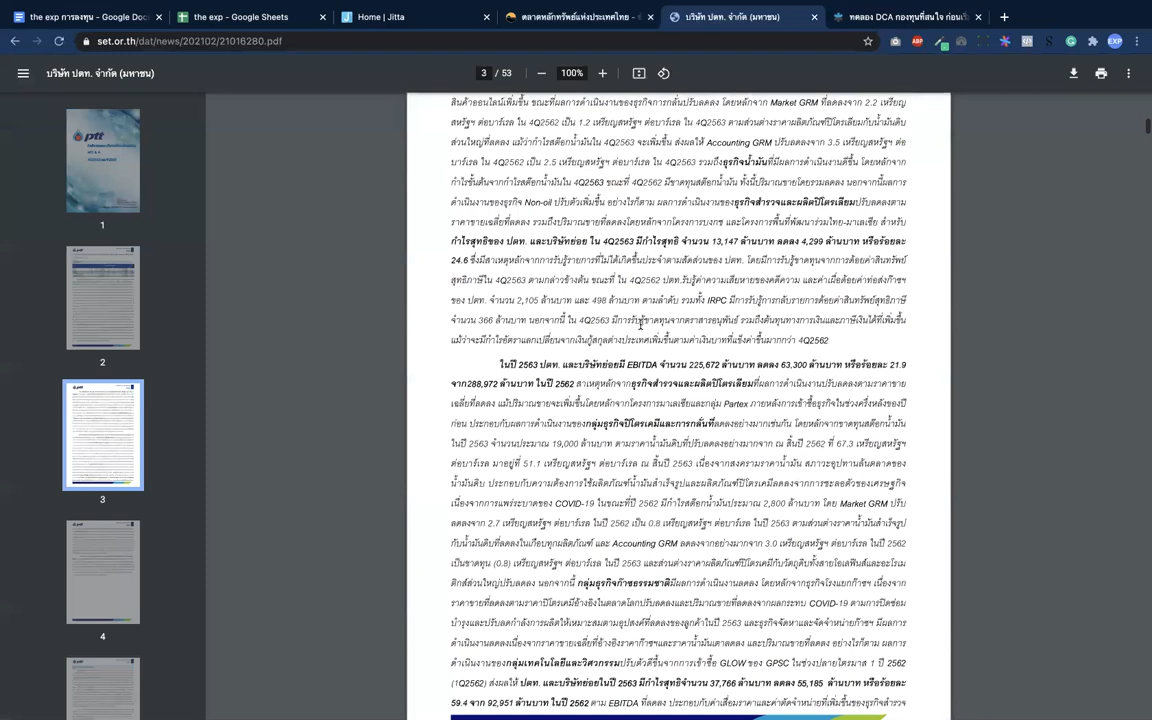 the exp การลงทุน - Google Doc
the exp - Google Sheets
Home | Jitta
ตลาดหลักทรัพย์แห่งประเทศไทย -
บริษัท ปตท. จำกัด (มหาชน)
ทดลอง DCA กองทุนที่สนใจ ก่อนเริ
set.or.th/dat/news/202102/21016280.pdf
ABP
EXP
บริษัท ปตท. จำกัด (มหาชน)
3 / 53
100%
ptt
1
2
3
4
สินค้าออนไลน์เพิ่มขึ้น ขณะที่ผลการดำเนินงานของธุรกิจการกลั่นปรับลดลง โดยหลักจาก Market GRM ที่ลดลงจาก 2.2 เหรียญ
สหรัฐฯ ต่อบาร์เรล ใน 4Q2562 เป็น 1.2 เหรียญสหรัฐฯ ต่อบาร์เรล ใน 4Q2563 ตามส่วนต่างราคาผลิตภัณฑ์ปิโตรเลียมกับน้ำมันดิบ
ส่วนใหญ่ที่ลดลง แม้ว่ากำไรสต๊อกน้ำมันใน 4Q2563 จะเพิ่มขึ้น ส่งผลให้ Accounting GRM ปรับลดลงจาก 3.5 เหรียญสหรัฐฯ ต่อ
บาร์เรล ใน 4Q2562 เป็น 2.5 เหรียญสหรัฐฯ ต่อบาร์เรล ใน 4Q2563 รวมถึงธุรกิจน้ำมันที่มีผลการดำเนินงานดีขึ้น โดยหลักจาก
กำไรขั้นต้นจากกำไรสต๊อกน้ำมันใน 4Q2563 ขณะที่ 4Q2562 มีขาดทุนสต๊อกน้ำมัน ทั้งนี้ปริมาณขายโดยรวมลดลง นอกจากนี้ผลการ
ดำเนินงานของธุรกิจ Non-oil ปรับตัวเพิ่มขึ้น อย่างไรก็ตาม ผลการดำเนินงานของธุรกิจสำรวจและผลิตปิโตรเลียมปรับลดลงตาม
ราคาขายเฉลี่ยที่ลดลง รวมถึงปริมาณขายที่ลดลงโดยหลักจากโครงการบงกช และโครงการพื้นที่พัฒนาร่วมไทย-มาเลเซีย สำหรับ
กำไรสุทธิของ ปตท. และบริษัทย่อย ใน 4Q2563 มีกำไรสุทธิ จำนวน 13,147 ล้านบาท ลดลง 4,299 ล้านบาท หรือร้อยละ
24.6 ซึ่งมีสาเหตุหลักจากการรับรู้รายการที่ไม่ได้เกิดขึ้นประจำตามสัดส่วนของ ปตท. โดยมีการรับรู้ขาดทุนจากการด้อยค่าสินทรัพย์
สุทธิภาษีใน 4Q2563 ตามกล่าวข้างต้น ขณะที่ ใน 4Q2562 ปตท.รับรู้ค่าความเสียหายของคดีความ และค่าเผื่อด้อยค่าท่อส่งก๊าซฯ
ของ ปตท. จำนวน 2,105 ล้านบาท และ 498 ล้านบาท ตามลำดับ รวมทั้ง IRPC มีการรับรู้การกลับรายการด้อยค่าสินทรัพย์สุทธิภาษี
จำนวน 366 ล้านบาท นอกจากนี้ ใน 4Q2563 มีการรับรู้ขาดทุนจากตราสารอนุพันธ์ รวมถึงต้นทุนทางการเงินและภาษีเงินได้ที่เพิ่มขึ้น
แม้ว่าจะมีกำไรอัตราแลกเปลี่ยนจากเงินกู้สกุลต่างประเทศเพิ่มขึ้นตามค่าเงินบาทที่แข็งค่าขึ้นมากกว่า 4Q2562
ในปี 2563 ปตท. และบริษัทย่อยมี EBITDA จำนวน 225,672 ล้านบาท ลดลง 63,300 ล้านบาท หรือร้อยละ 21.9
จาก288,972 ล้านบาท ในปี 2562 สาเหตุหลักจากธุรกิจสำรวจและผลิตปิโตรเลียมที่ผลการดำเนินงานปรับลดลงตามราคาขาย
เฉลี่ยที่ลดลง แม้ปริมาณขายจะเพิ่มขึ้นโดยหลักจากโครงการมาเลเซียและกลุ่ม Partex ภายหลังการเข้าซื้อธุรกิจในช่วงครึ่งหลังของปี
ก่อน ประกอบกับผลการดำเนินงานของกลุ่มธุรกิจปิโตรเคมีและการกลั่นที่ลดลงอย่างมากเช่นกัน โดยหลักจากขาดทุนสต๊อกน้ำมัน
ในปี 2563 จำนวนประมาณ 19,000 ล้านบาท ตามราคาน้ำมันดิบที่ปรับลดลงอย่างมากจาก ณ สิ้นปี 2562 ที่ 67.3 เหรียญสหรัฐฯ
ต่อบาร์เรล มาอยู่ที่ 51.1 เหรียญสหรัฐฯ ต่อบาร์เรล ณ สิ้นปี 2563 เนื่องจากสงครามราคาน้ำมัน สภาวะอุปทานล้นตลาดของ
น้ำมันดิบ ประกอบกับความต้องการใช้ผลิตภัณฑ์น้ำมันสำเร็จรูปและผลิตภัณฑ์ปิโตรเคมีลดลงจากการชะลอตัวของเศรษฐกิจ
เนื่องจากการแพร่ระบาดของ COVID-19 ในขณะที่ปี 2562 มีกำไรสต๊อกน้ำมันประมาณ 2,800 ล้านบาท โดย Market GRM ปรับ
ลดลงจาก 2.7 เหรียญสหรัฐฯ ต่อบาร์เรล ในปี 2562 เป็น 0.8 เหรียญสหรัฐฯ ต่อบาร์เรล ในปี 2563 ตามส่วนต่างราคาน้ำมันสำเร็จรูป
กับน้ำมันดิบที่ลดลงในเกือบทุกผลิตภัณฑ์ และ Accounting GRM ลดลงจากอย่างมากจาก 3.0 เหรียญสหรัฐฯ ต่อบาร์เรล ในปี 2562
เป็นขาดทุน (0.8) เหรียญสหรัฐฯ ต่อบาร์เรล ในปี 2563 และส่วนต่างราคาผลิตภัณฑ์ปิโตรเคมีกับวัตถุดิบทั้งสายโอเลฟินส์และอะโรเม
ติกส์ส่วนใหญ่ปรับลดลง นอกจากนี้ กลุ่มธุรกิจก๊าซธรรมชาติมีผลการดำเนินงานลดลง โดยหลักจากธุรกิจโรงแยกก๊าซฯ เนื่องจาก
ราคาขายที่ลดลงตามราคาปิโตรเคมีอ้างอิงในตลาดโลกปรับลดลงและปริมาณขายที่ลดลงจากผลกระทบ COVID-19 ตามการปิดซ่อม
บำรุงและปรับลดกำลังการผลิตให้เหมาะสมตามอุปสงค์ที่ลดลงของลูกค้าในปี 2563 และธุรกิจจัดหาและจัดจำหน่ายก๊าซฯ มีผลการ
ดำเนินงานลดลงเนื่องจากราคาขายเฉลี่ยที่อ้างอิงราคาก๊าซฯและราคาน้ำมันเตาลดลง และปริมาณขายที่ลดลง อย่างไรก็ตาม ผลการ
ดำเนินงานของกลุ่มเทคโนโลยีและวิศวกรรมปรับตัวดีขึ้นจากการเข้าซื้อ GLOW ของ GPSC ในช่วงปลายไตรมาส 1 ปี 2562
(1Q2562) ส่งผลให้ ปตท. และบริษัทย่อยในปี 2563 มีกำไรสุทธิจำนวน 37,766 ล้านบาท ลดลง 55,185 ล้านบาท หรือร้อยละ
59.4 จาก 92,951 ล้านบาท ในปี 2562 ตาม EBITDA ที่ลดลง ประกอบกับค่าเสื่อมราคาและค่าตัดจำหน่ายที่เพิ่มขึ้นของธุรกิจสำรวจ